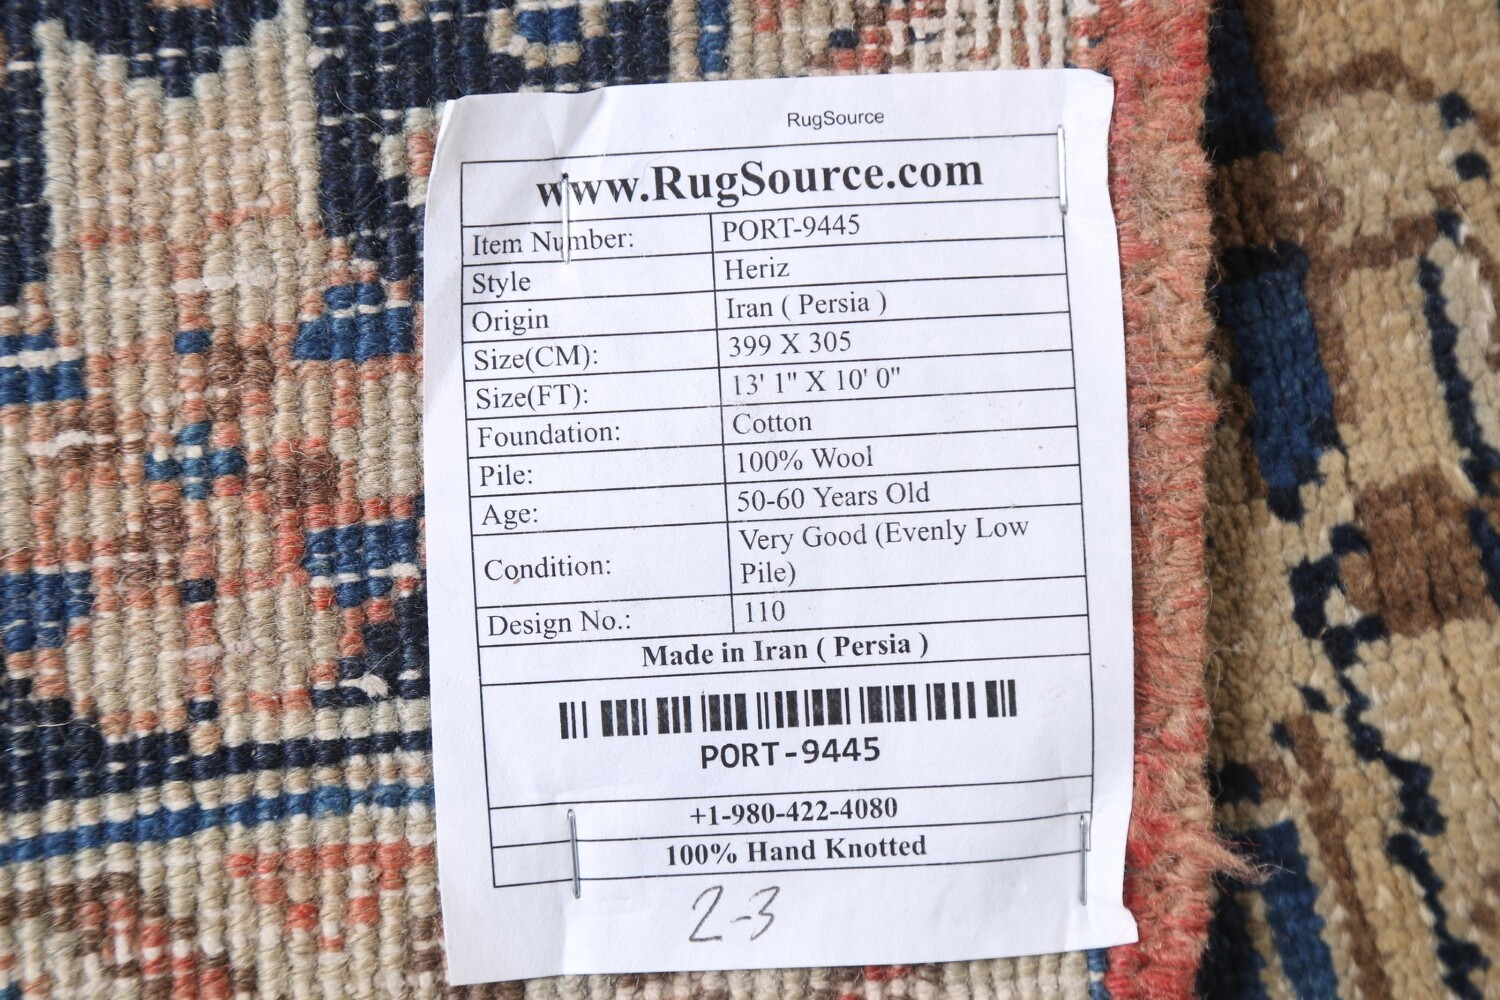 RugSource
www.RugSource.com
Item Number: PORT-9445
Style Heriz
Origin Iran ( Persia )
Size(CM): 399 X 305
Size(FT): 13' 1" X 10' 0"
Foundation: Cotton
Pile: 100% Wool
Age: 50-60 Years Old
Condition: Very Good (Evenly Low
Pile)
Design No.: 110
Made in Iran ( Persia )
PORT-9445
+1-980-422-4080
100% Hand Knotted
2-3